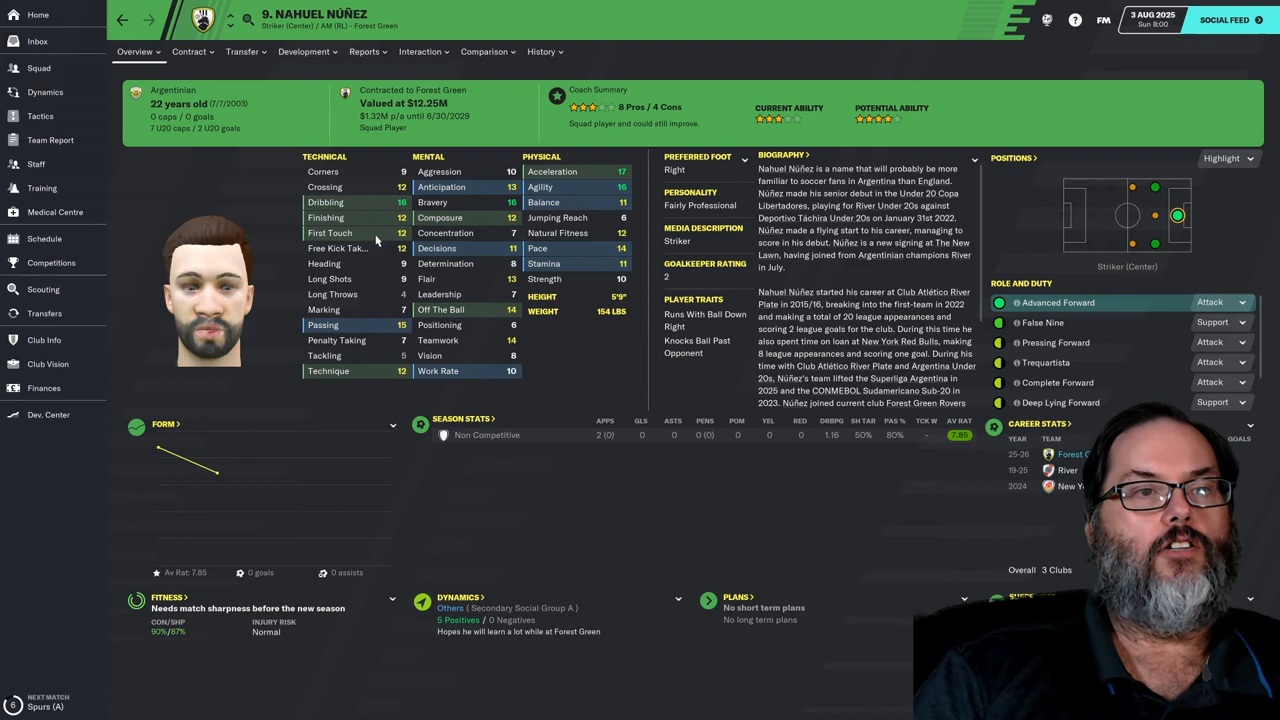 Home
Inbox
Squad
Dynamics
Tactics
Team Report
Staff
Training
Medical Centre
Schedule
Competitions
Scouting
Transfers
Club Info
Club Vision
Finances
Dev. Center
6
NEXT MATCH
Spurs (A)
9. NAHUEL NÚÑEZ
Striker (Center) / AM (RL) - Forest Green
FM
3 AUG 2025
Sun 8:00
SOCIAL FEED
Overview
Contract
Transfer
Development
Reports
Interaction
Comparison
History
Argentinian
22 years old (7/7/2003)
0 caps / 0 goals
7 U20 caps / 2 U20 goals
Contracted to Forest Green
Valued at $12.25M
$1.32M p/a until 6/30/2029
Squad Player
Coach Summary
8 Pros / 4 Cons
Squad player and could still improve.
CURRENT ABILITY
POTENTIAL ABILITY
TECHNICAL
Corners 9
Crossing 12
Dribbling 16
Finishing 12
First Touch 12
Free Kick Tak... 12
Heading 9
Long Shots 9
Long Throws 4
Marking 7
Passing 15
Penalty Taking 7
Tackling 5
Technique 12
MENTAL
Aggression 10
Anticipation 13
Bravery 16
Composure 12
Concentration 7
Decisions 11
Determination 8
Flair 13
Leadership 7
Off The Ball 14
Positioning 6
Teamwork 14
Vision 8
Work Rate 10
PHYSICAL
Acceleration 17
Agility 16
Balance 11
Jumping Reach 6
Natural Fitness 12
Pace 14
Stamina 11
Strength 10
HEIGHT 5'9"
WEIGHT 154 LBS
PREFERRED FOOT
Right
PERSONALITY
Fairly Professional
MEDIA DESCRIPTION
Striker
GOALKEEPER RATING
2
PLAYER TRAITS
Runs With Ball Down
Right
Knocks Ball Past
Opponent
BIOGRAPHY
Nahuel Núñez is a name that will probably be more
familiar to soccer fans in Argentina than England.
Núñez made his senior debut in the Under 20 Copa
Libertadores, playing for River Under 20s against
Deportivo Táchira Under 20s on January 31st 2022.
Núñez made a flying start to his career, managing to
score in his debut. Núñez is a new signing at The New
Lawn, having joined from Argentinian champions River
in July.
Nahuel Núñez started his career at Club Atlético River
Plate in 2015/16, breaking into the first-team in 2022
and making a total of 20 league appearances and
scoring 2 league goals for the club. During this time he
also spent time on loan at New York Red Bulls, making
8 league appearances and scoring one goal. During his
time with Club Atlético River Plate and Argentina Under
20s, Núñez's team lifted the Superliga Argentina in
2025 and the CONMEBOL Sudamericano Sub-20 in
2023. Núñez joined current club Forest Green Rovers
POSITIONS
Highlight
Striker (Center)
ROLE AND DUTY
Advanced Forward Attack
False Nine Support
Pressing Forward Attack
Trequartista Attack
Complete Forward Attack
Deep Lying Forward Support
FORM
Av Rat: 7.85
0 goals
0 assists
SEASON STATS
APPS GLS ASTS PENS POM YEL RED DRBPG SH TAR PAS % TCK W AV RAT
Non Competitive 2 (0) 0 0 0 (0) 0 0 0 1.16 50% 80% - 7.85
CAREER STATS
YEAR TEAM GOALS
25-26 Forest G
19-25 River
2024 New Y
Overall 3 Clubs
FITNESS
Needs match sharpness before the new season
CON/SHP
90%/87%
INJURY RISK
Normal
DYNAMICS
Others ( Secondary Social Group A )
5 Positives / 0 Negatives
Hopes he will learn a lot while at Forest Green
PLANS
No short term plans
No long term plans